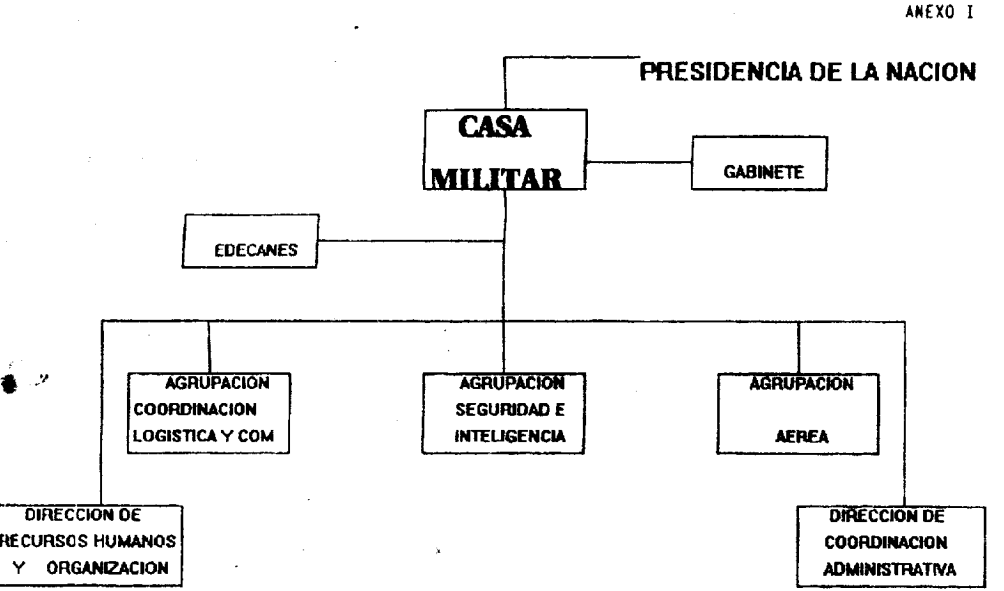 ANEXO I
PRESIDENCIA DE LA NACION
CASA
MILITAR
GABINETE
EDECANES
AGRUPACION
COORDINACION
LOGISTICA Y COM
AGRUPACION
SEGURIDAD E
INTELIGENCIA
AGRUPACION
AEREA
DIRECCION DE
RECURSOS HUMANOS
Y ORGANIZACION
DIRECCION DE
COORDINACION
ADMINISTRATIVA